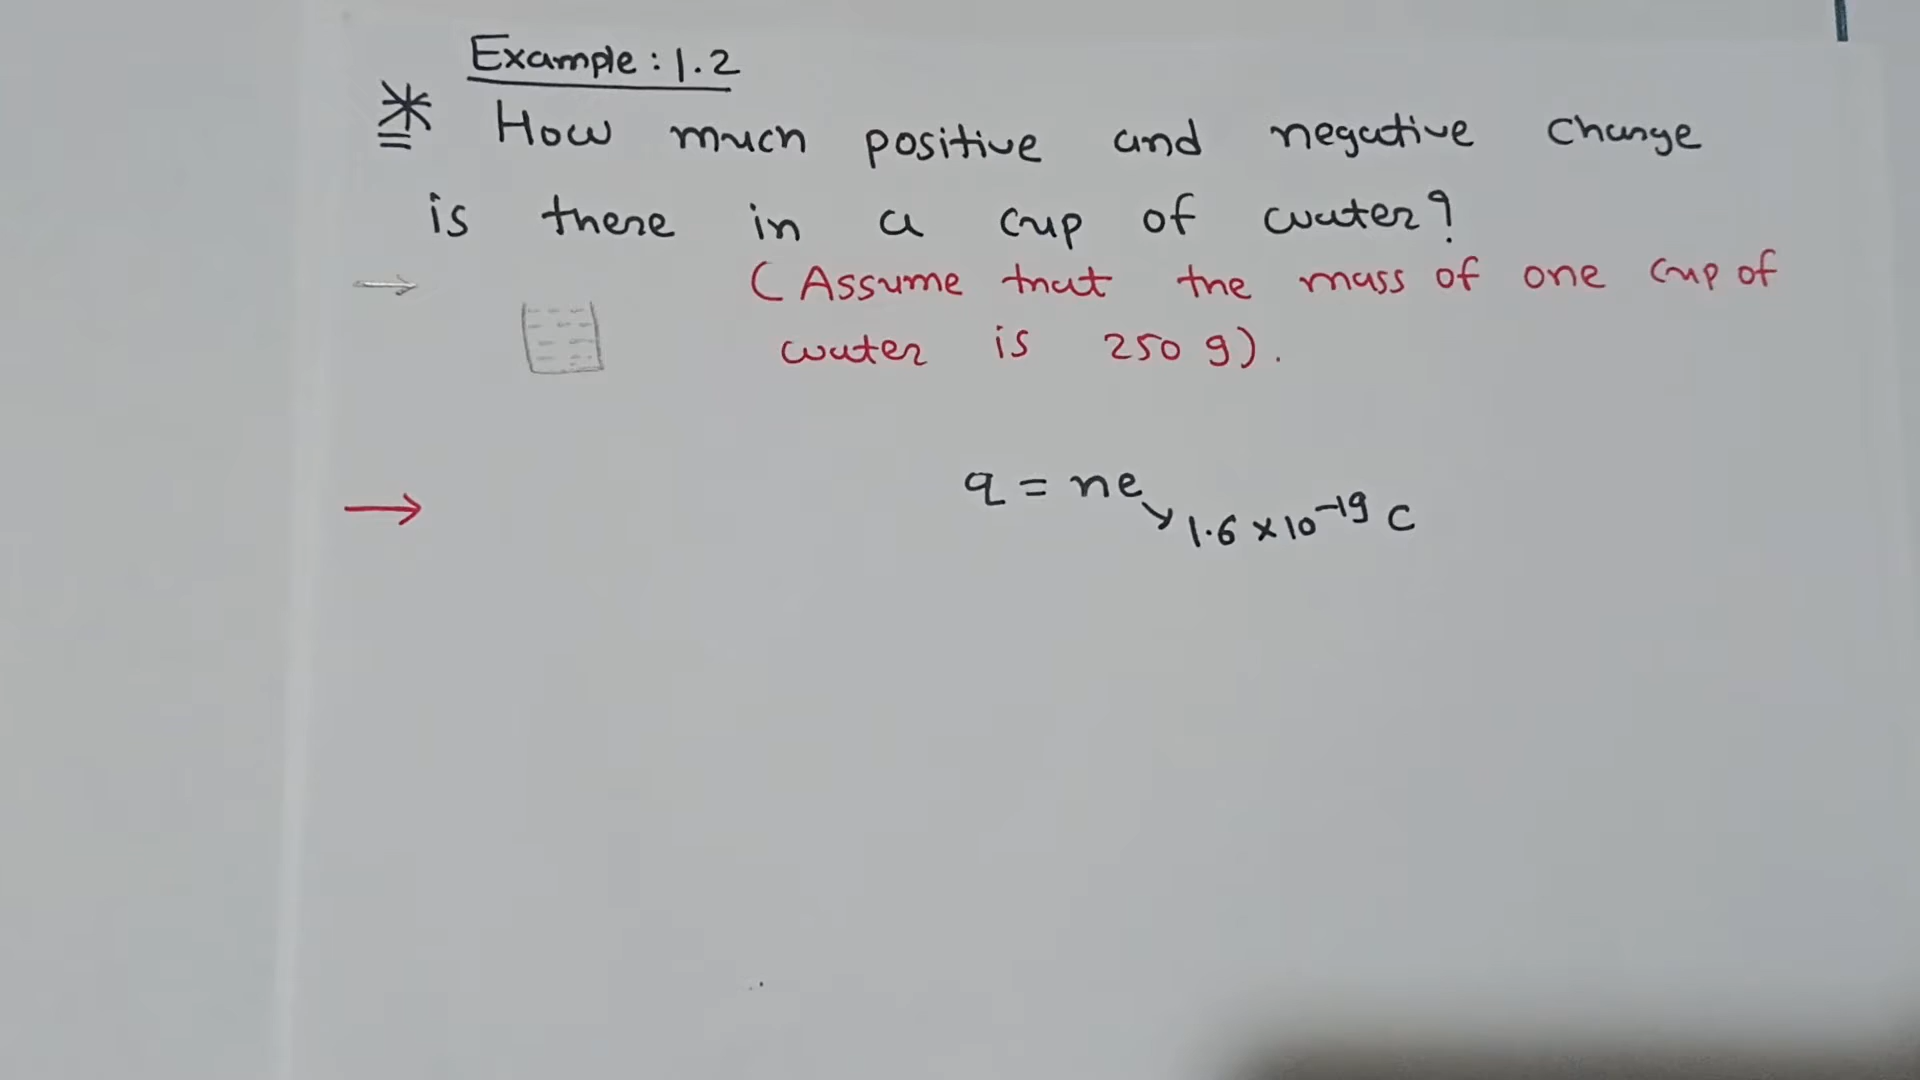 Example: 1.2
* How much positive and negative charge
is there in a cup of water?
(Assume that the mass of one cup of
water is 250 g).
→ q = ne
↘ 1.6 × 10⁻¹⁹ C